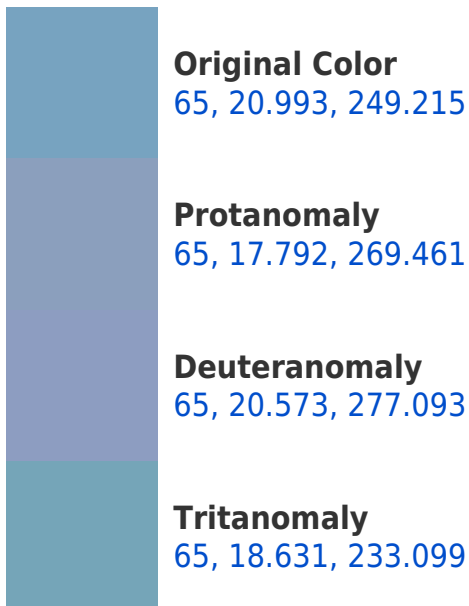 Original Color
65, 20.993, 249.215
Protanomaly
65, 17.792, 269.461
Deuteranomaly
65, 20.573, 277.093
Tritanomaly
65, 18.631, 233.099